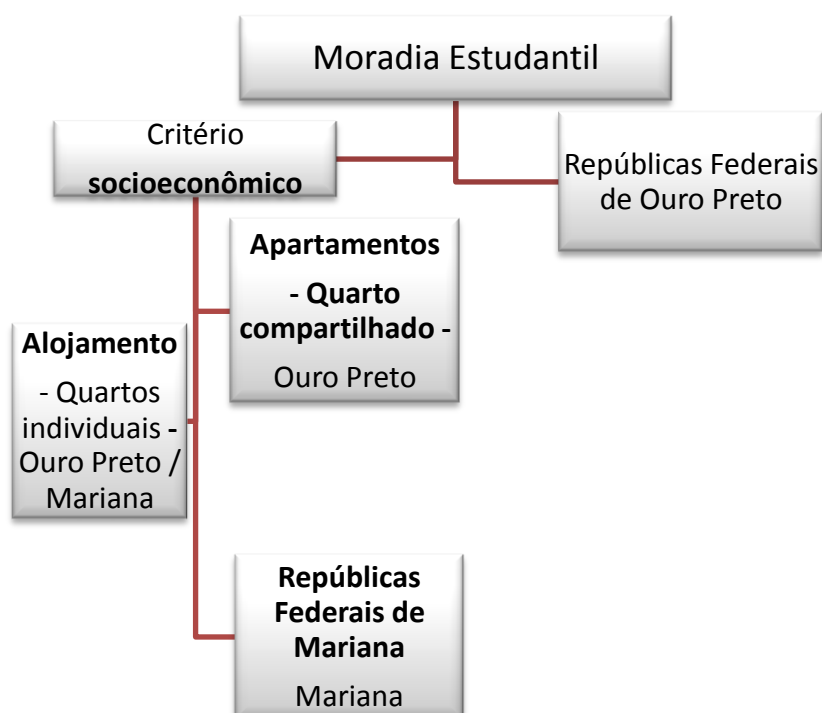 Moradia Estudantil
Critério
socioeconômico
Repúblicas Federais
de Ouro Preto
Apartamentos
- Quarto
compartilhado -
Ouro Preto
Alojamento
- Quartos
individuais -
Ouro Preto /
Mariana
Repúblicas
Federais de
Mariana
Mariana